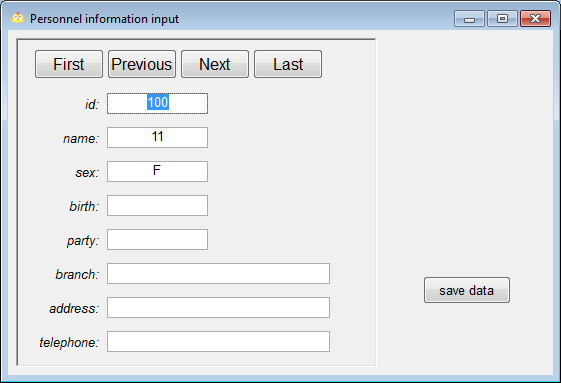 Personnel information input
First Previous Next Last
id: 100
name: 11
sex: F
birth:
party:
branch:
address:
telephone:
save data